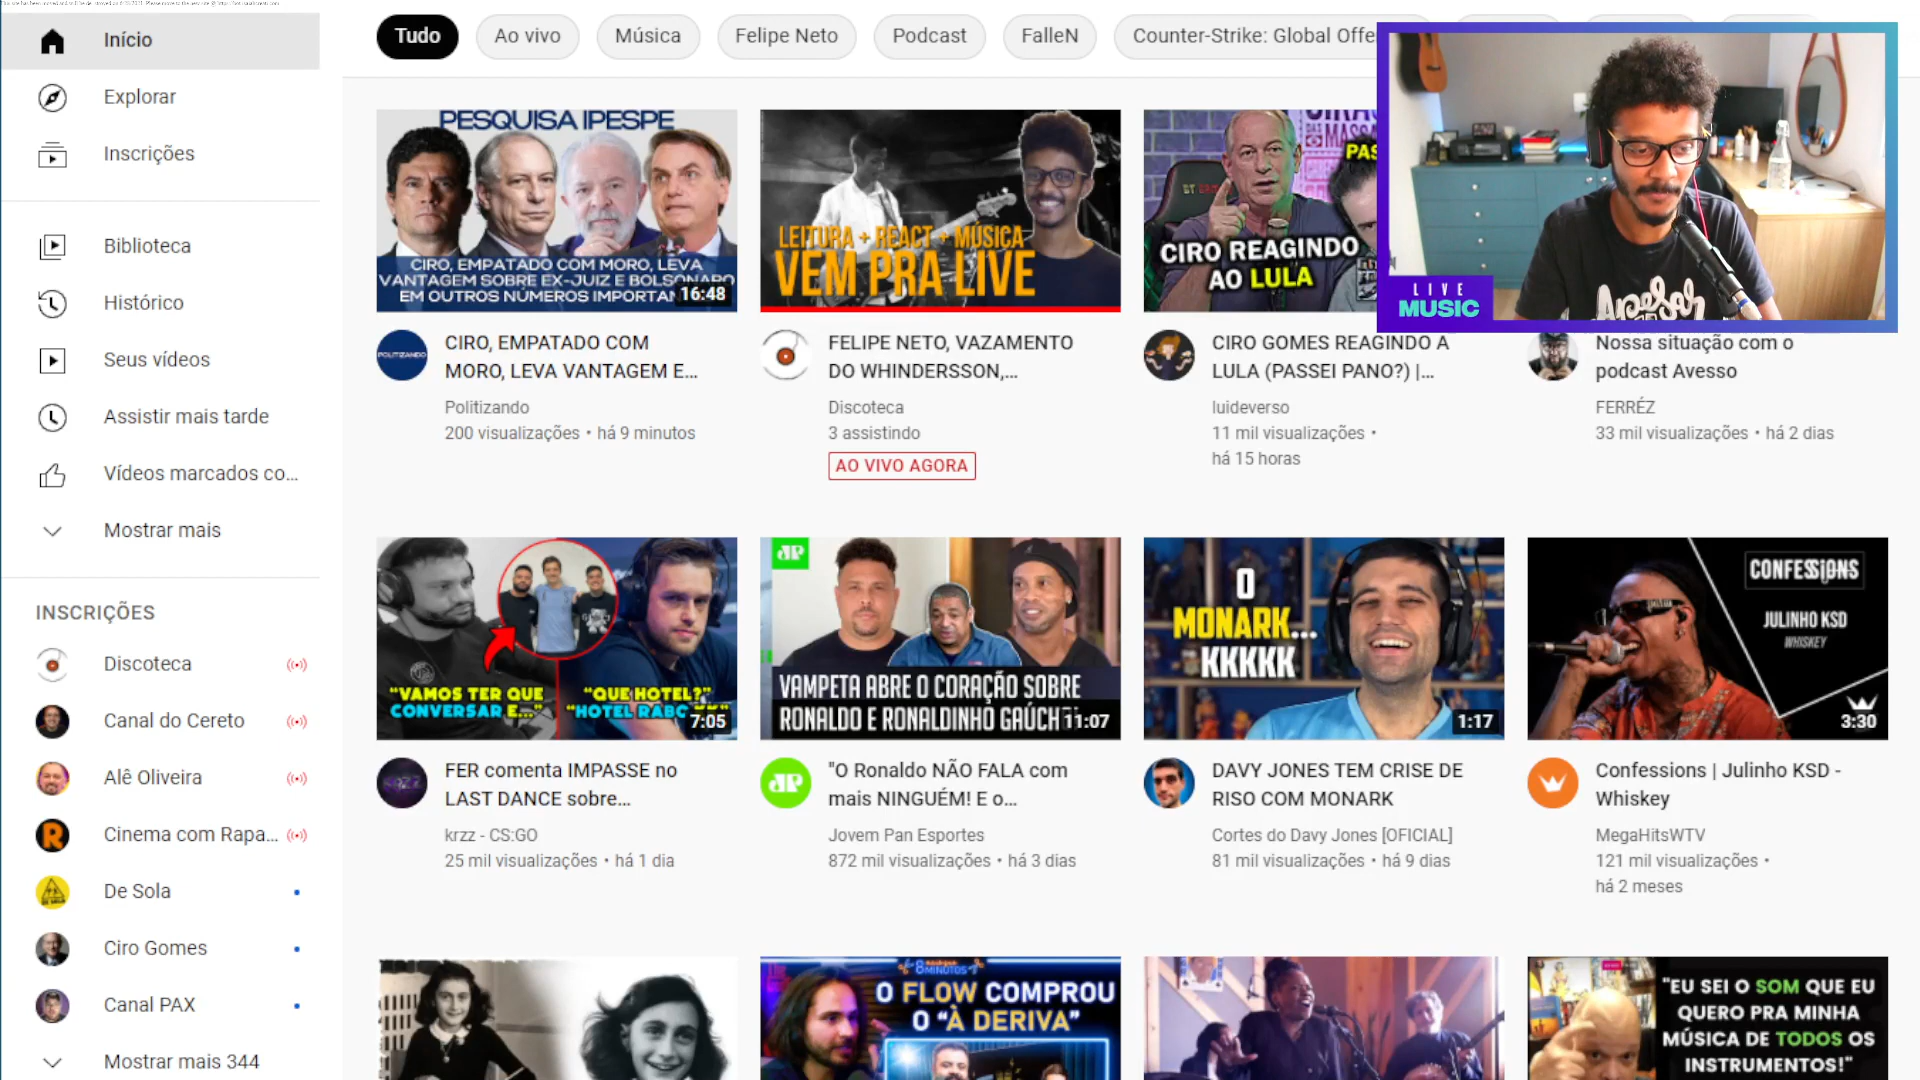 Início
Explorar
Inscrições
Biblioteca
Histórico
Seus vídeos
Assistir mais tarde
Vídeos marcados co...
Mostrar mais
INSCRIÇÕES
Discoteca
Canal do Cereto
Alê Oliveira
Cinema com Rapa...
De Sola
Ciro Gomes
Canal PAX
Mostrar mais 344
Tudo
Ao vivo
Música
Felipe Neto
Podcast
FalleN
Counter-Strike: Global Offe
LIVE
MUSIC
PESQUISA IPESPE
CIRO, EMPATADO COM MORO, LEVA
VANTAGEM SOBRE EX-JUIZ E BOLSONARO
EM OUTROS NÚMEROS IMPORTAN
16:48
CIRO, EMPATADO COM
MORO, LEVA VANTAGEM E...
POLITIZANDO
Politizando
200 visualizações • há 9 minutos
LEITURA + REACT + MÚSICA
VEM PRA LIVE
FELIPE NETO, VAZAMENTO
DO WHINDERSSON,...
Discoteca
3 assistindo
AO VIVO AGORA
PAS
CIRO REAGINDO
AO LULA
CIRO GOMES REAGINDO A
LULA (PASSEI PANO?) |...
luideverso
11 mil visualizações •
há 15 horas
Nossa situação com o
podcast Avesso
FERRÉZ
33 mil visualizações • há 2 dias
"VAMOS TER QUE
CONVERSAR E..."
"QUE HOTEL?"
"HOTEL RABC
7:05
FER comenta IMPASSE no
LAST DANCE sobre...
krzz - CS:GO
25 mil visualizações • há 1 dia
JP
VAMPETA ABRE O CORAÇÃO SOBRE
RONALDO E RONALDINHO GAÚCH
11:07
JP
"O Ronaldo NÃO FALA com
mais NINGUÉM! E o...
Jovem Pan Esportes
872 mil visualizações • há 3 dias
O
MONARK...
KKKKK
1:17
DAVY JONES TEM CRISE DE
RISO COM MONARK
Cortes do Davy Jones [OFICIAL]
81 mil visualizações • há 9 dias
CONFESSIONS
JULINHO KSD
WHISKEY
3:30
Confessions | Julinho KSD -
Whiskey
MegaHitsWTV
121 mil visualizações •
há 2 meses
8 MINUTOS
O FLOW COMPROU
O "À DERIVA"
"EU SEI O SOM QUE EU
QUERO PRA MINHA
MÚSICA DE TODOS OS
INSTRUMENTOS!"